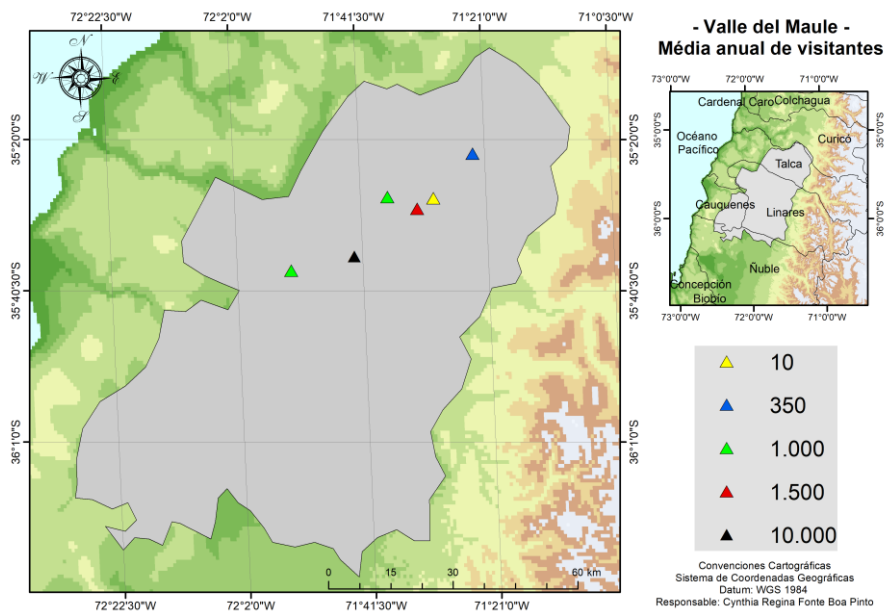 72°22'3"W 72°2'0"W 71°41'3"W 71°21'0"W 71°0'3"W
N
W E
S
35°20'0"S 35°20'0"S
35°40'30"S 35°40'30"S
36°1'0"S 36°1'0"S
0 15 30 60 km
72°22'3"W 72°2'0"W 71°41'3"W 71°21'0"W
- Valle del Maule -
Média anual de visitantes
73°0'0"W 72°0'0"W 71°0'0"W
Cardenal Caro Colchagua
35°0'0"S 35°0'0"S
Océano
Pacífico
Curicó
Talca
Cauquenes
Linares
36°0'0"S 36°0'0"S
Ñuble
Concepción
Biobío
73°0'0"W 72°0'0"W 71°0'0"W
10
350
1.000
1.500
10.000
Convenciones Cartográficas
Sistema de Coordenadas Geográficas
Datum: WGS 1984
Responsable: Cynthia Regina Fonte Boa Pinto